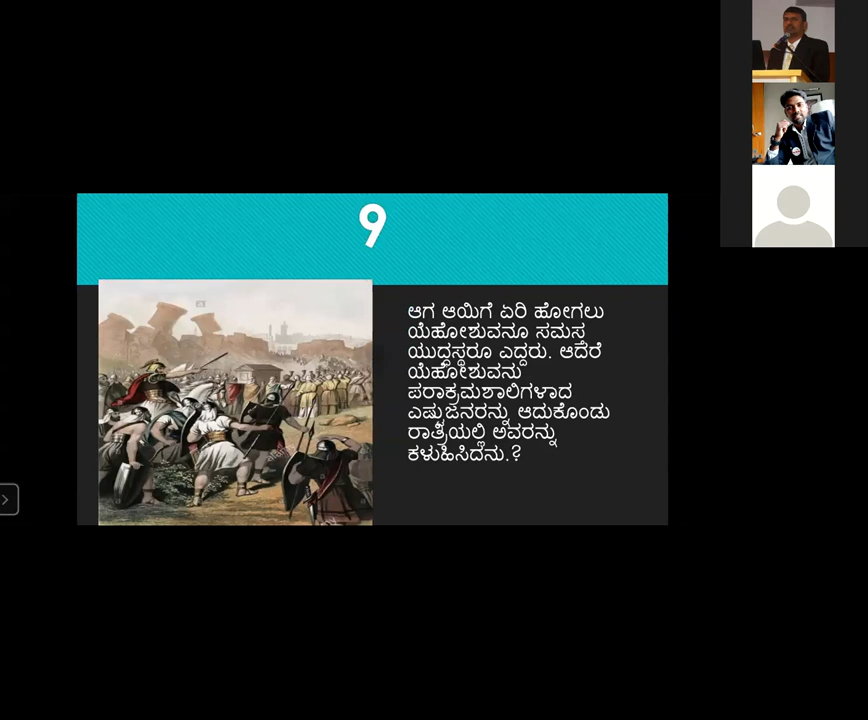 9
ಆಗ ಆಯಿಗೆ ಏರಿ ಹೋಗಲು
ಯೆಹೋಶುವನೂ ಸಮಸ್ತ
ಯುದ್ಧಸ್ಥರೂ ಎದ್ದರು. ಆದರೆ
ಯೆಹೋಶುವನು
ಪರಾಕ್ರಮಶಾಲಿಗಳಾದ
ಎಷ್ಟುಜನರನ್ನು ಆದುಕೊಂಡು
ರಾತ್ರಿಯಲ್ಲಿ ಅವರನ್ನು
ಕಳುಹಿಸಿದನು.?